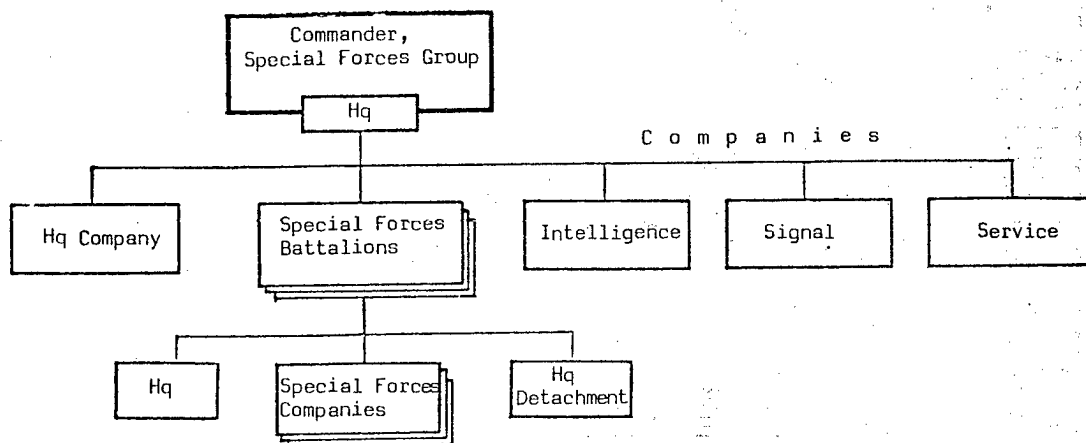 Commander,
Special Forces Group
Hq
Companies
Hq Company
Special Forces
Battalions
Intelligence
Signal
Service
Hq
Special Forces
Companies
Hq
Detachment